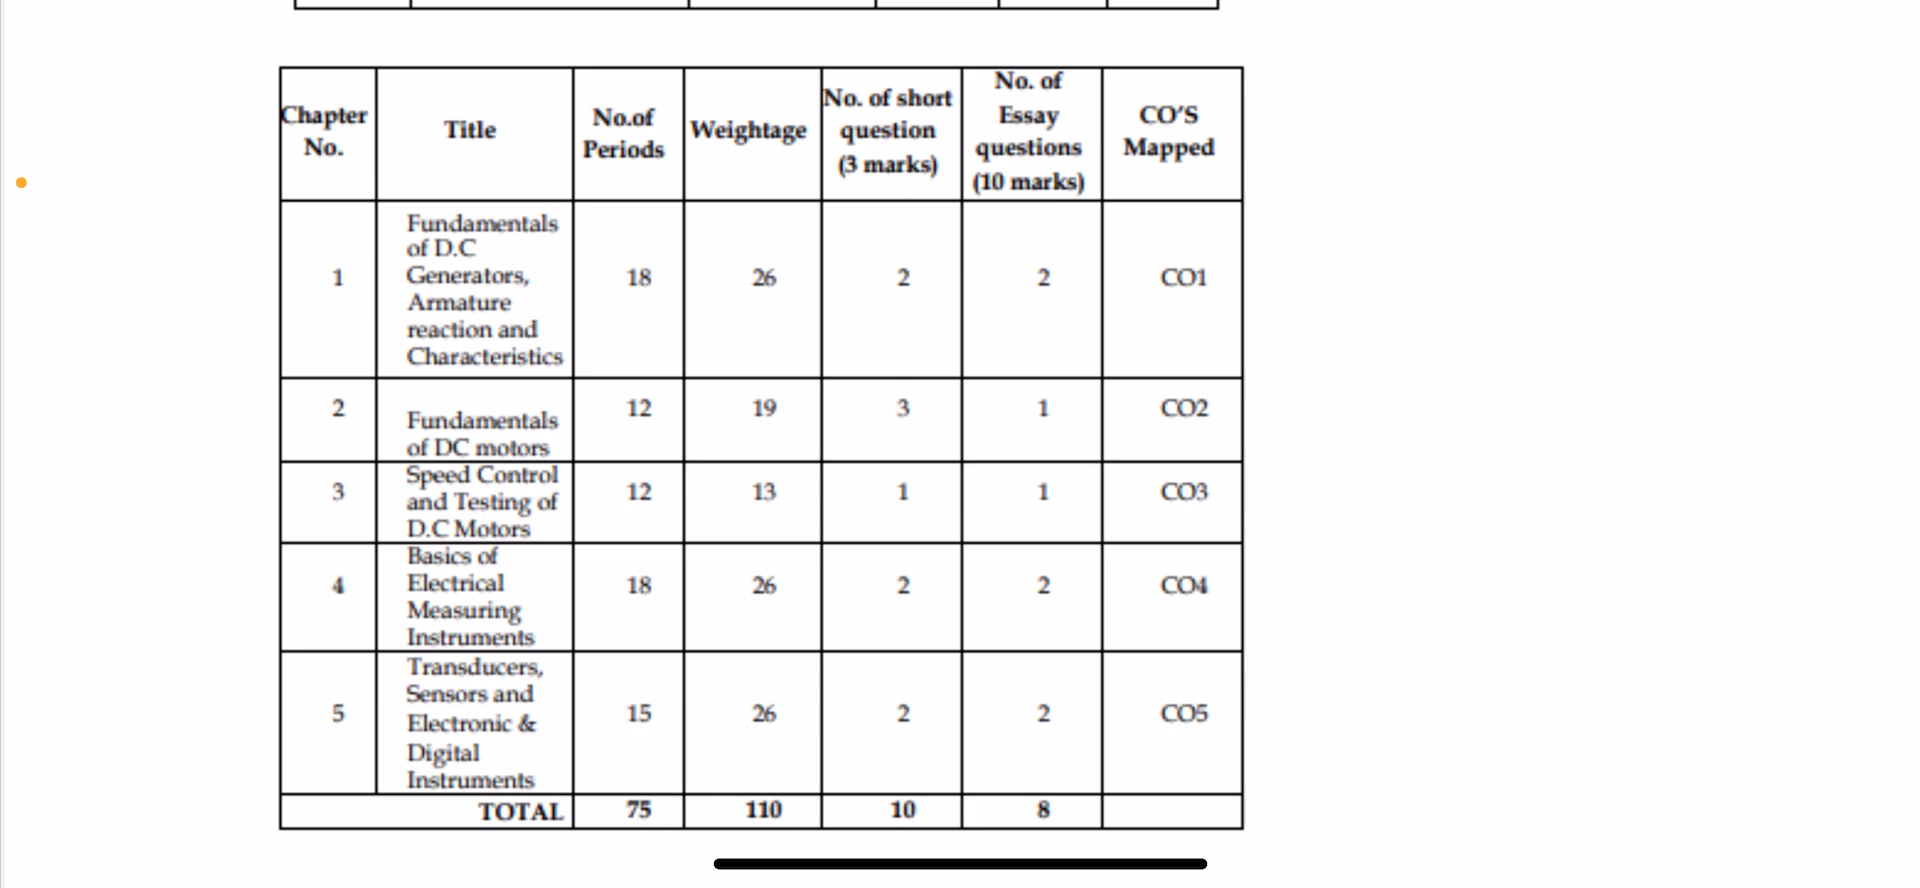 Chapter No.
Title
No.of Periods
Weightage
No. of short question (3 marks)
No. of Essay questions (10 marks)
CO'S Mapped
1
Fundamentals
of D.C
Generators,
Armature
reaction and
Characteristics
18
26
2
2
CO1
2
Fundamentals
of DC motors
12
19
3
1
CO2
3
Speed Control
and Testing of
D.C Motors
12
13
1
1
CO3
4
Basics of
Electrical
Measuring
Instruments
18
26
2
2
CO4
5
Transducers,
Sensors and
Electronic &
Digital
Instruments
15
26
2
2
CO5
TOTAL
75
110
10
8